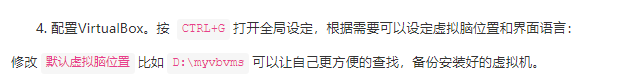 4. 配置VirtualBox。按 CTRL+G 打开全局设定，根据需要可以设定虚拟脑位置和界面语言：
修改 默认虚拟脑位置 比如 D:\myvbvms 可以让自己更方便的查找，备份安装好的虚拟机。